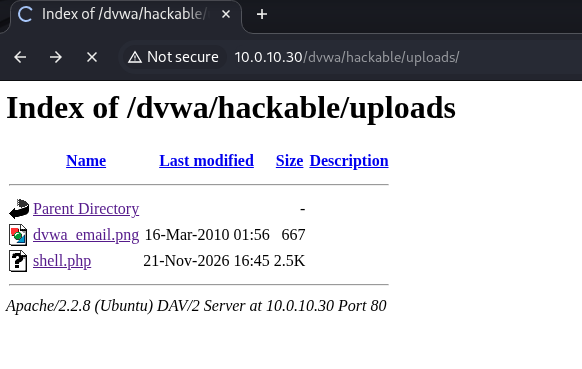 Index of /dvwa/hackable/
Not secure 10.0.10.30/dvwa/hackable/uploads/
Index of /dvwa/hackable/uploads
Name Last modified Size Description
Parent Directory -
dvwa_email.png 16-Mar-2010 01:56 667
shell.php 21-Nov-2026 16:45 2.5K
Apache/2.2.8 (Ubuntu) DAV/2 Server at 10.0.10.30 Port 80